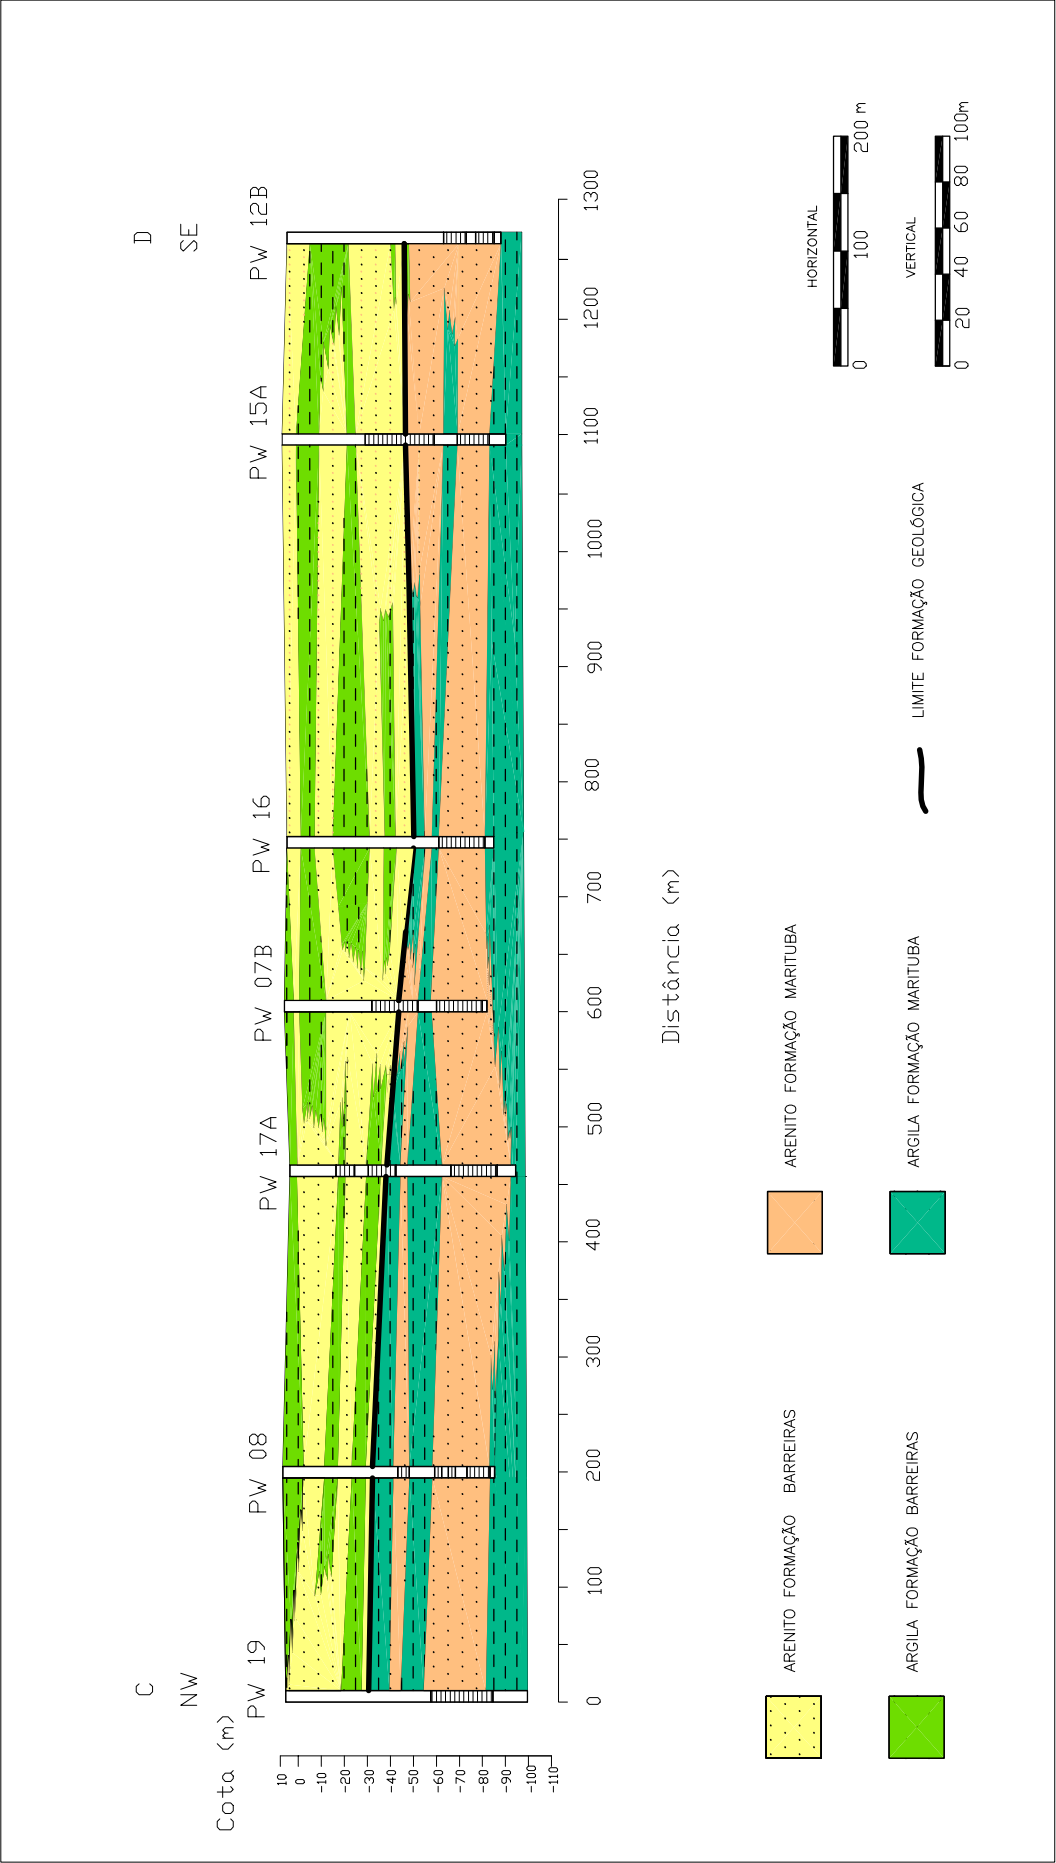 C D
NW SE
Cota (m)
PW 19 PW 08 PW 17A PW 07B PW 16 PW 15A PW 12B
10
0
-10
-20
-30
-40
-50
-60
-70
-80
-90
-100
-110
0 100 200 300 400 500 600 700 800 900 1000 1100 1200 1300
Distância (m)
ARENITO FORMAÇÃO BARREIRAS
ARENITO FORMAÇÃO MARITUBA
ARGILA FORMAÇÃO BARREIRAS
ARGILA FORMAÇÃO MARITUBA
LIMITE FORMAÇÃO GEOLÓGICA
HORIZONTAL
0 100 200 m
VERTICAL
0 20 40 60 80 100m